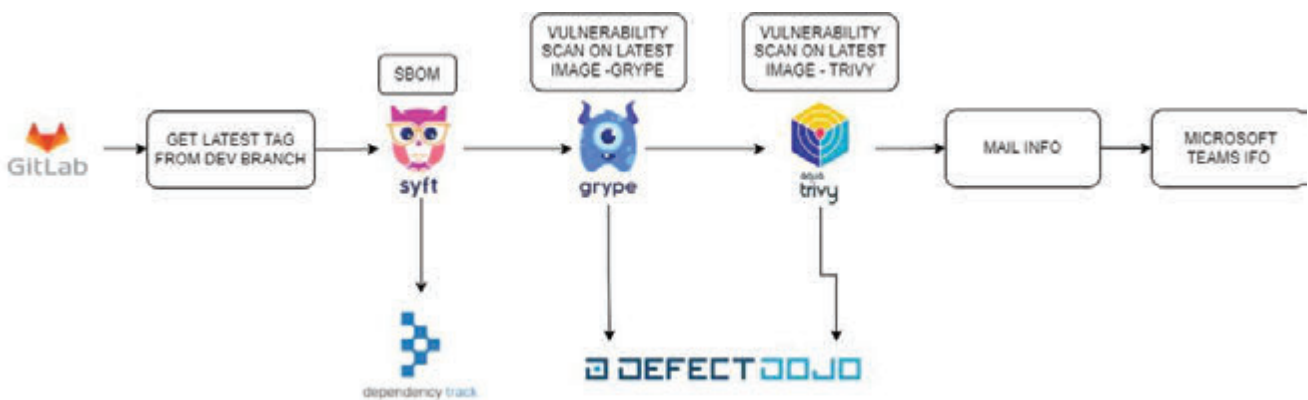 VULNERABILITY
SCAN ON LATEST
IMAGE -GRYPE
VULNERABILITY
SCAN ON LATEST
IMAGE - TRIVY
SBOM
GitLab
GET LATEST TAG
FROM DEV BRANCH
syft
grype
aqua
trivy
MAIL INFO
MICROSOFT
TEAMS IFO
dependency track
DEFECTDOJO